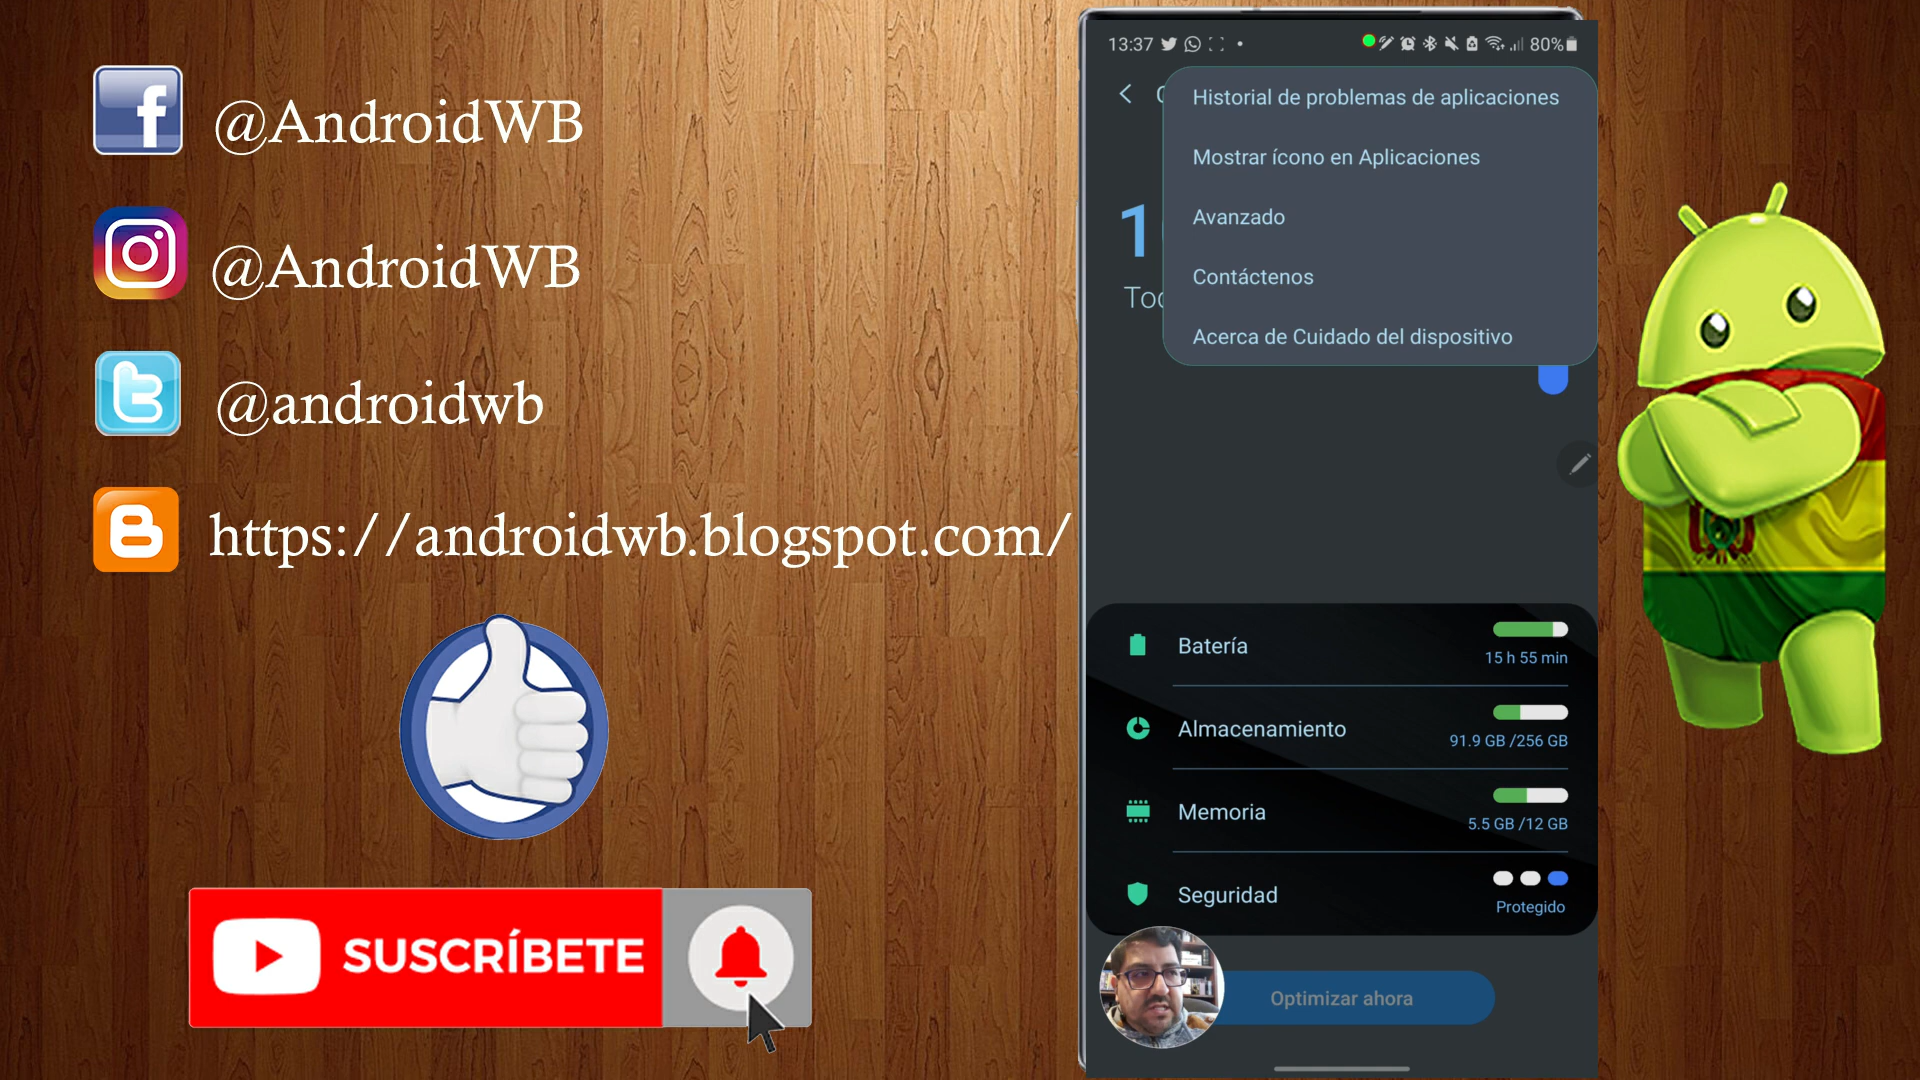 @AndroidWB
@AndroidWB
@androidwb
https://androidwb.blogspot.com/
SUSCRÍBETE
13:37
80%
Historial de problemas de aplicaciones
Mostrar ícono en Aplicaciones
Avanzado
Contáctenos
Acerca de Cuidado del dispositivo
Batería
15 h 55 min
Almacenamiento
91.9 GB /256 GB
Memoria
5.5 GB /12 GB
Seguridad
Protegido
Optimizar ahora